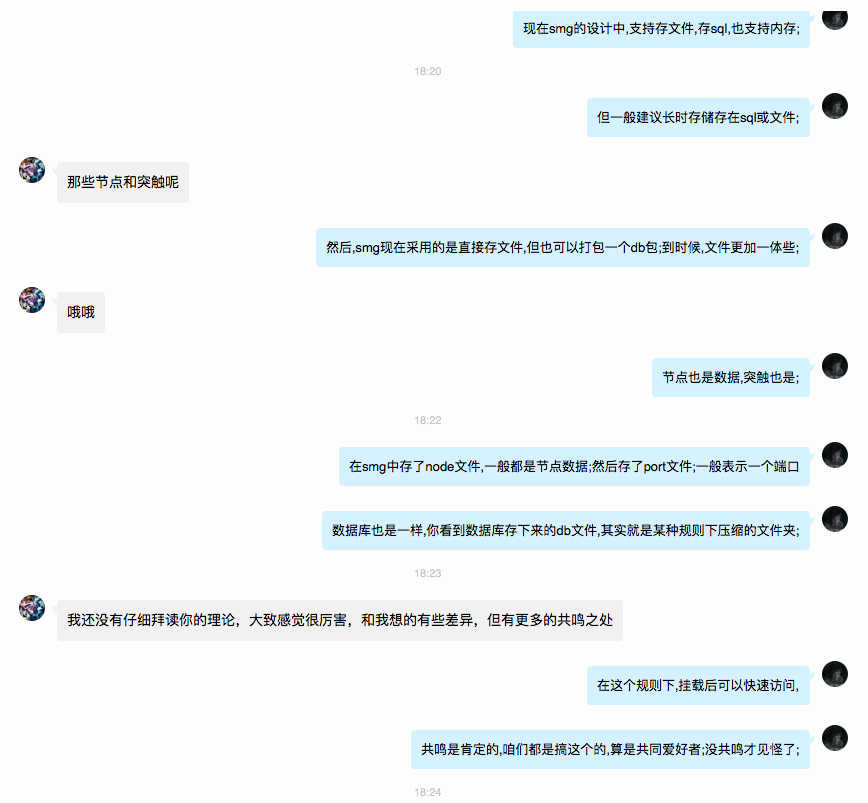 现在smg的设计中,支持存文件,存sql,也支持内存;
18:20
但一般建议长时存储存在sql或文件;
那些节点和突触呢
然后,smg现在采用的是直接存文件,但也可以打包一个db包;到时候,文件更加一体些;
哦哦
节点也是数据,突触也是;
18:22
在smg中存了node文件,一般都是节点数据;然后存了port文件;一般表示一个端口
数据库也是一样,你看到数据库存下来的db文件,其实就是某种规则下压缩的文件夹;
18:23
我还没有仔细拜读你的理论，大致感觉很厉害，和我想的有些差异，但有更多的共鸣之处
在这个规则下,挂载后可以快速访问,
共鸣是肯定的,咱们都是搞这个的,算是共同爱好者;没共鸣才见怪了;
18:24